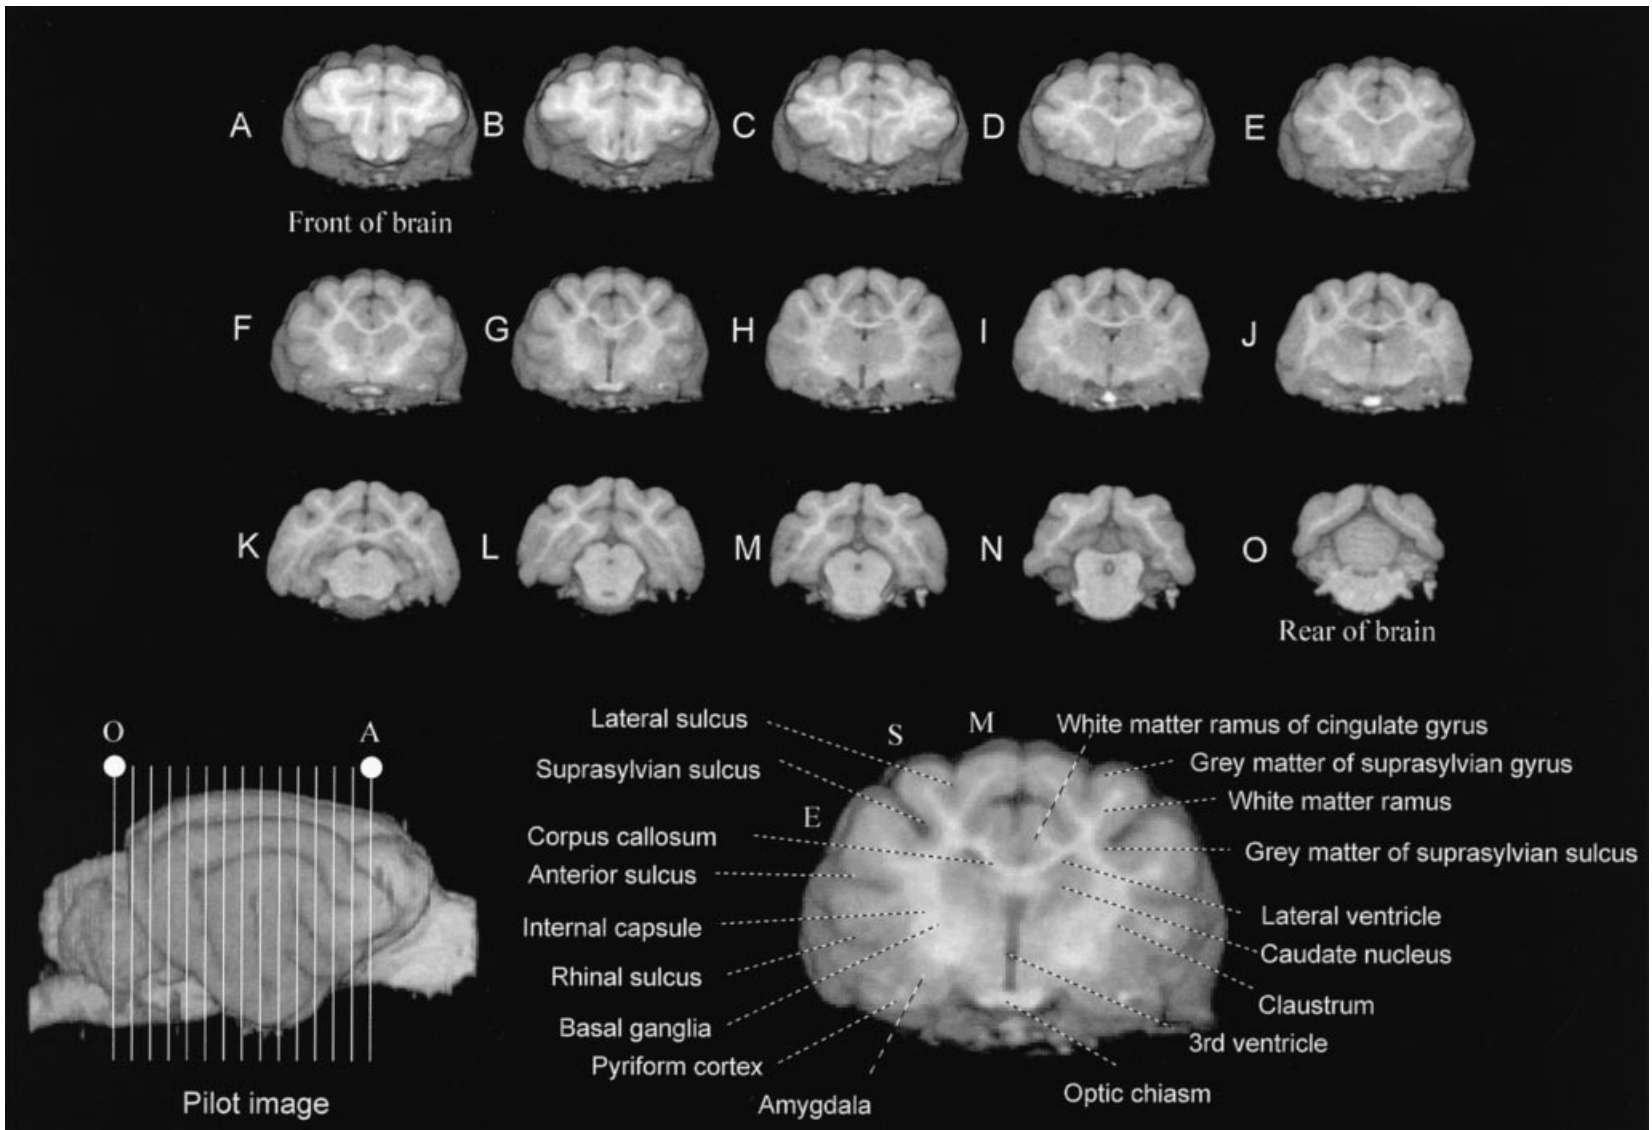 A
B
C
D
E
Front of brain
F
G
H
I
J
K
L
M
N
O
Rear of brain
O
A
Pilot image
Lateral sulcus
Suprasylvian sulcus
Corpus callosum
Anterior sulcus
Internal capsule
Rhinal sulcus
Basal ganglia
Pyriform cortex
Amygdala
E
S
M
White matter ramus of cingulate gyrus
Grey matter of suprasylvian gyrus
White matter ramus
Grey matter of suprasylvian sulcus
Lateral ventricle
Caudate nucleus
Claustrum
3rd ventricle
Optic chiasm